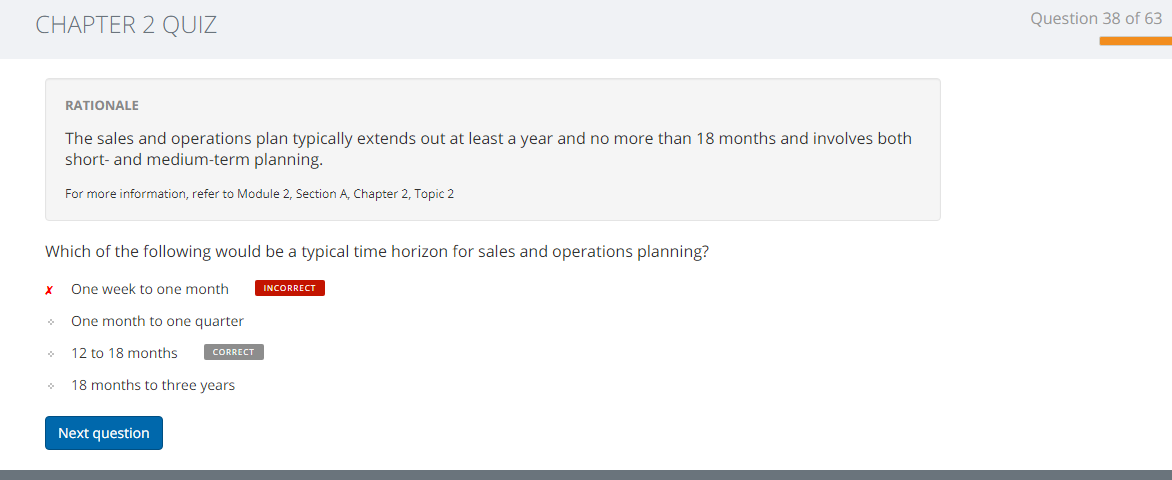 CHAPTER 2 QUIZ
Question 38 of 63
RATIONALE
The sales and operations plan typically extends out at least a year and no more than 18 months and involves both
short- and medium-term planning.
For more information, refer to Module 2, Section A, Chapter 2, Topic 2
Which of the following would be a typical time horizon for sales and operations planning?
✗ One week to one month INCORRECT
One month to one quarter
12 to 18 months CORRECT
18 months to three years
Next question